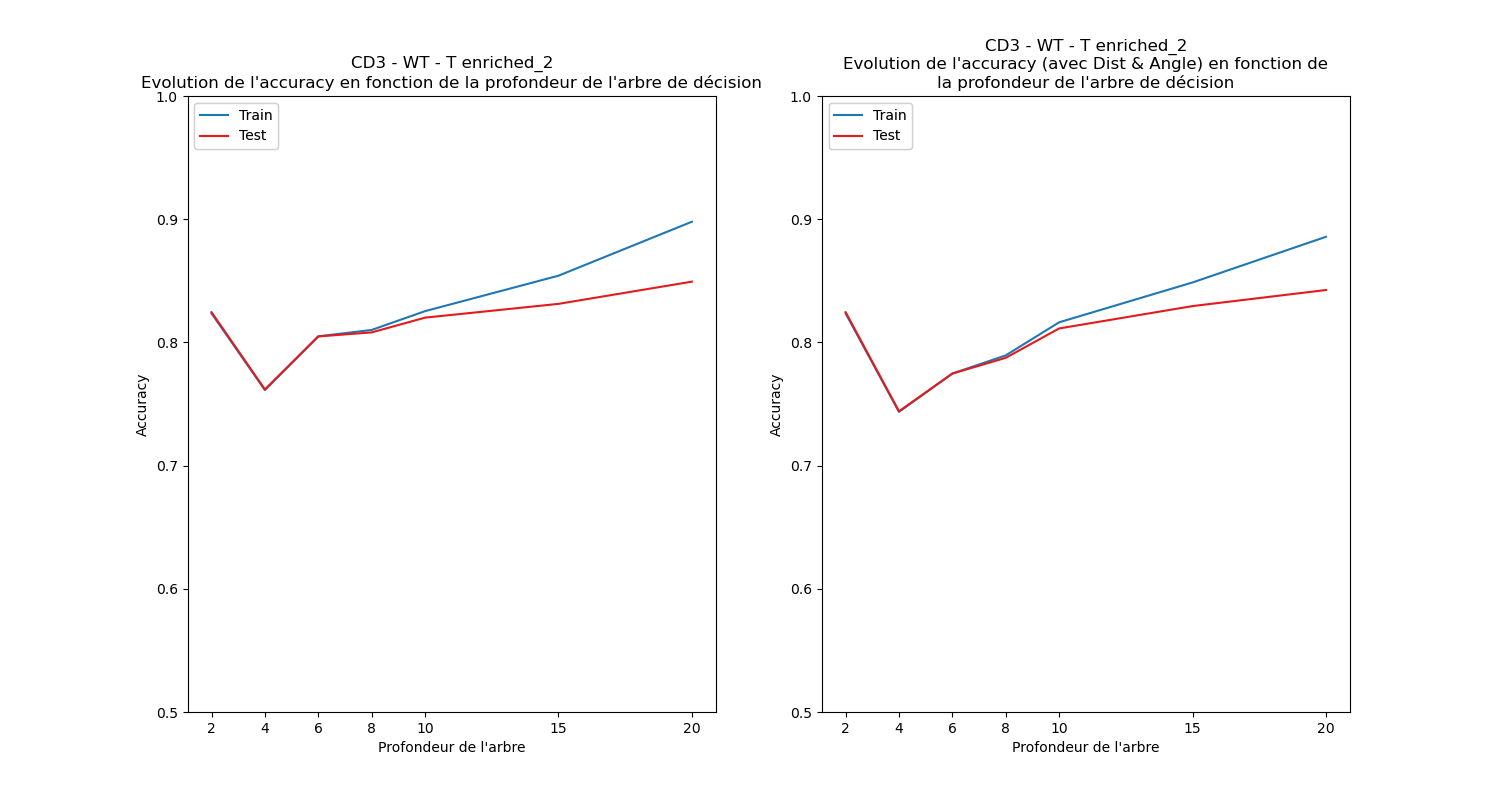 CD3 - WT - T enriched_2
Evolution de l'accuracy en fonction de la profondeur de l'arbre de décision
1.0
Train
Test
0.9
0.8
0.7
0.6
0.5
Accuracy
2 4 6 8 10 15 20
Profondeur de l'arbre
CD3 - WT - T enriched_2
Evolution de l'accuracy (avec Dist & Angle) en fonction de
la profondeur de l'arbre de décision
1.0
Train
Test
0.9
0.8
0.7
0.6
0.5
Accuracy
2 4 6 8 10 15 20
Profondeur de l'arbre